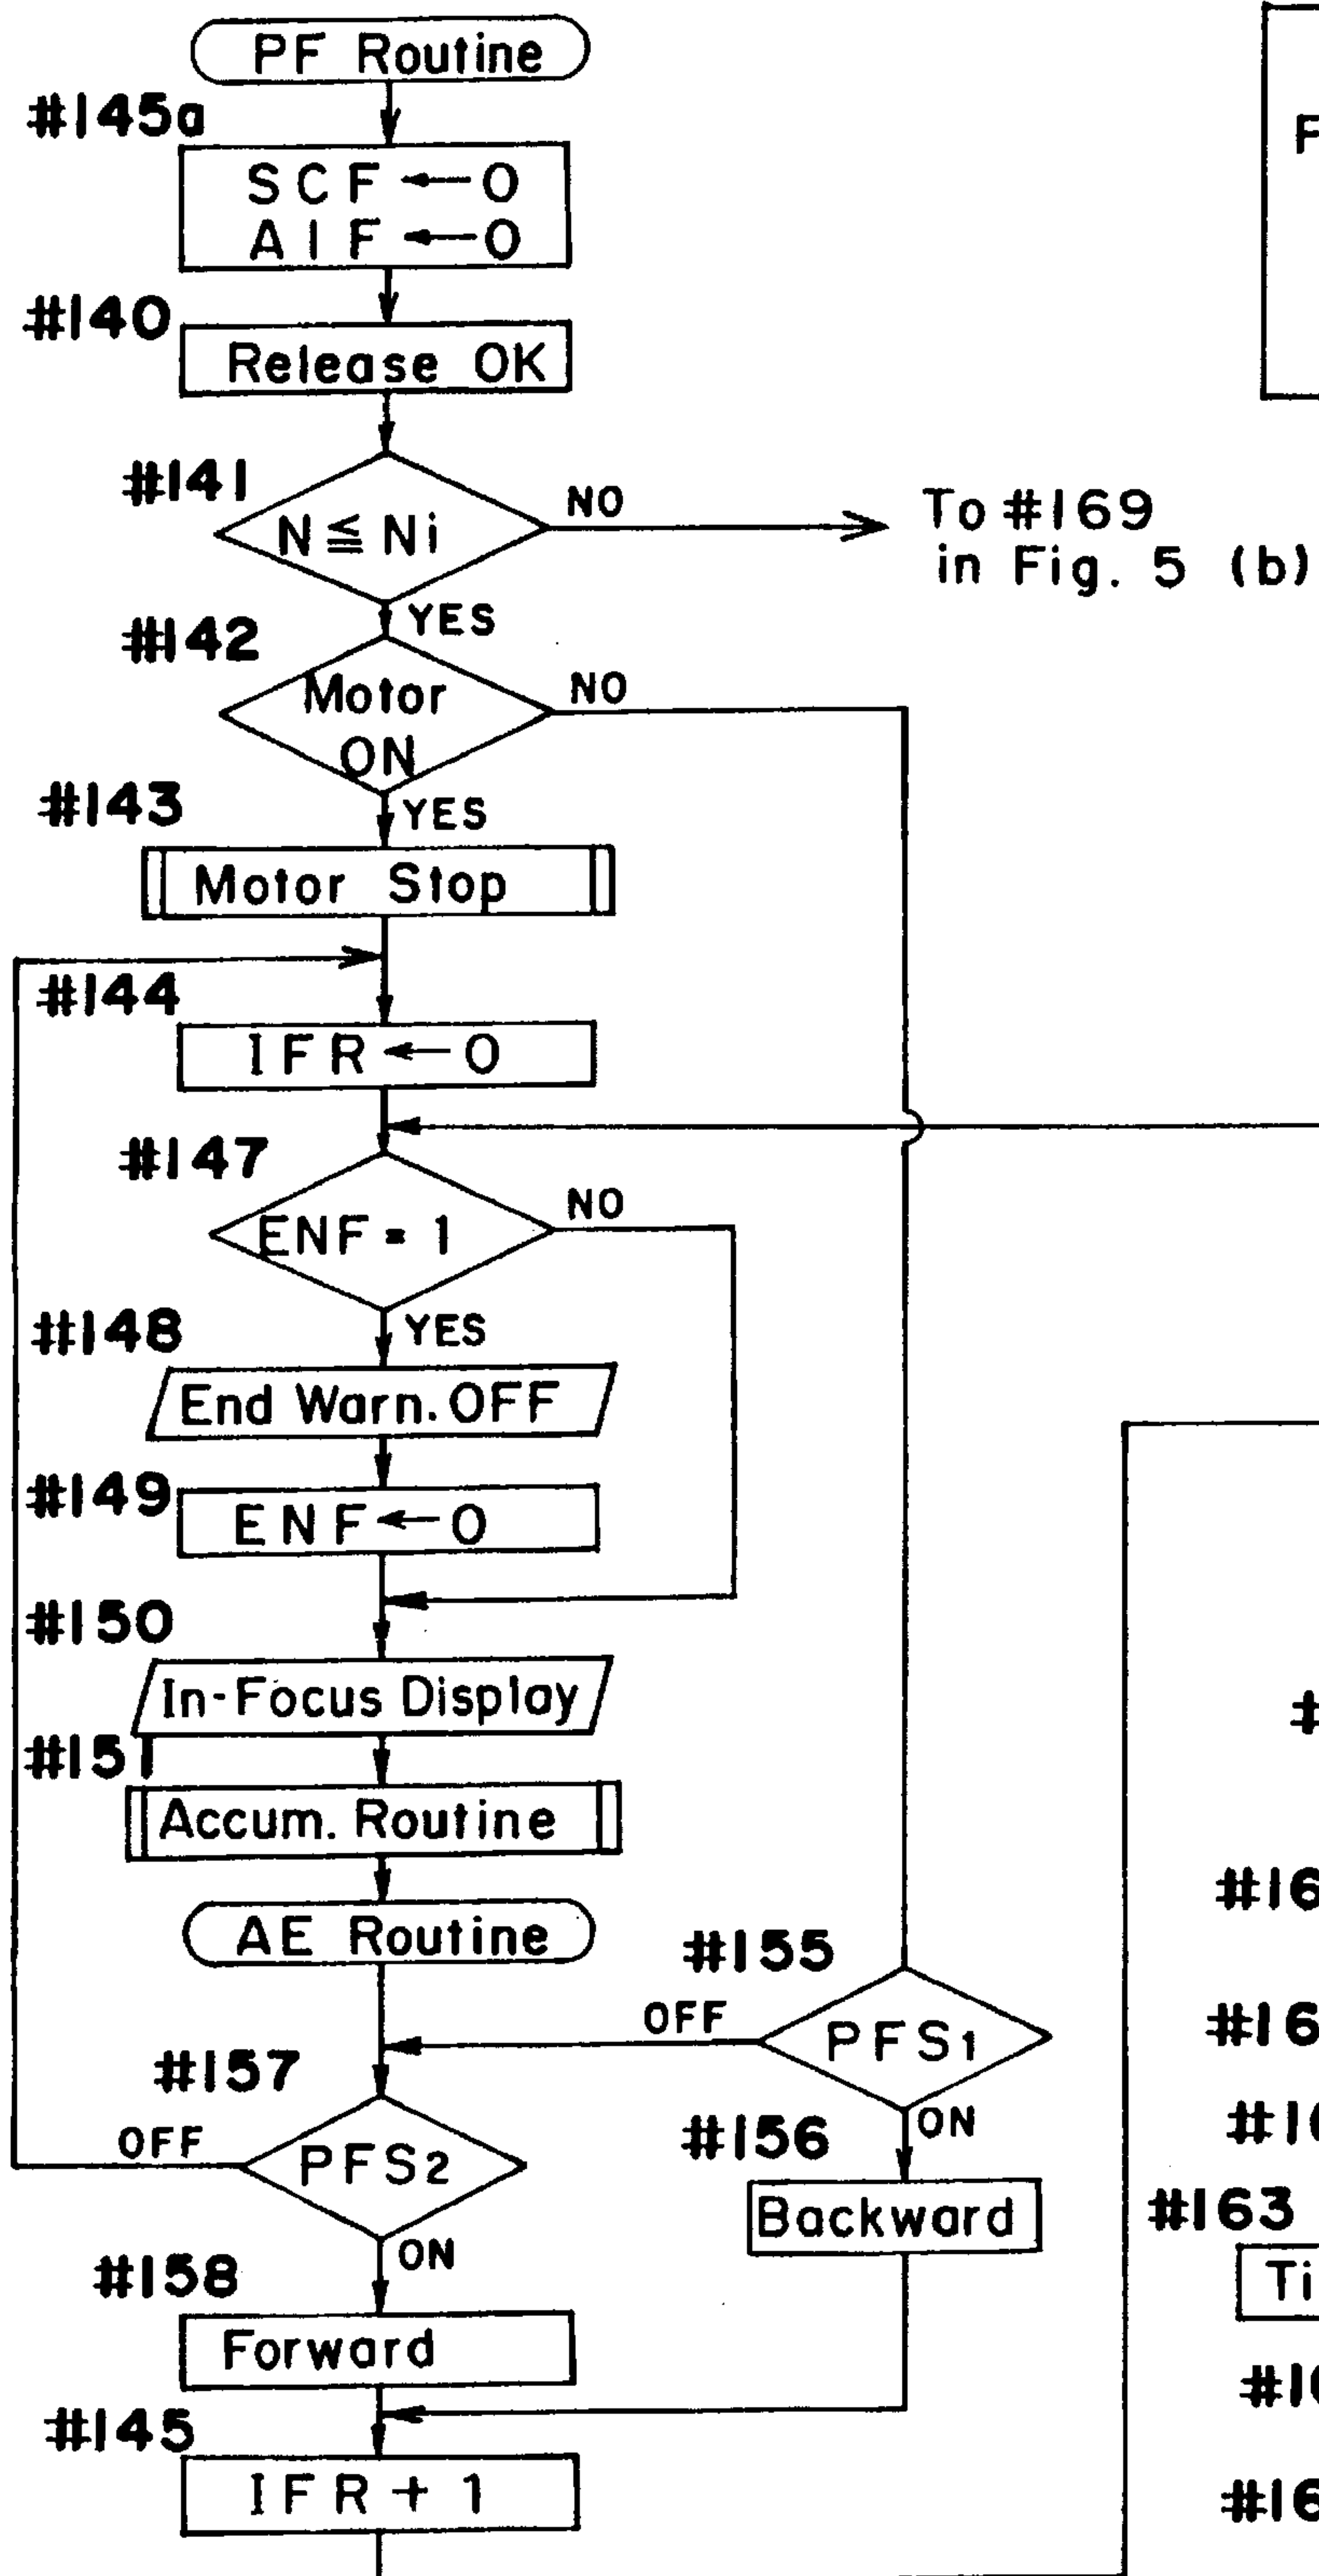 PF Routine
#145a
SCF ← 0
AIF ← 0
#140
Release OK
#141
N ≦ Ni
NO
To #169
in Fig. 5 (b)
YES
#142
Motor
ON
NO
YES
#143
Motor Stop
#144
IFR ← 0
#147
ENF = 1
NO
YES
#148
End Warn. OFF
#149
ENF ← 0
#150
In-Focus Display
#151
Accum. Routine
AE Routine
#155
PFS1
OFF
ON
#156
Backward
#157
PFS2
OFF
ON
#158
Forward
#145
IFR + 1
#163
Ti